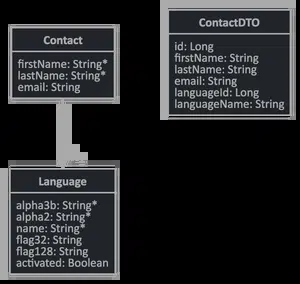 Contact
firstName: String*
lastName: String*
email: String
ContactDTO
id: Long
firstName: String
lastName: String
email: String
languageId: Long
languageName: String
Language
alpha3b: String*
alpha2: String*
name: String*
flag32: String
flag128: String
activated: Boolean